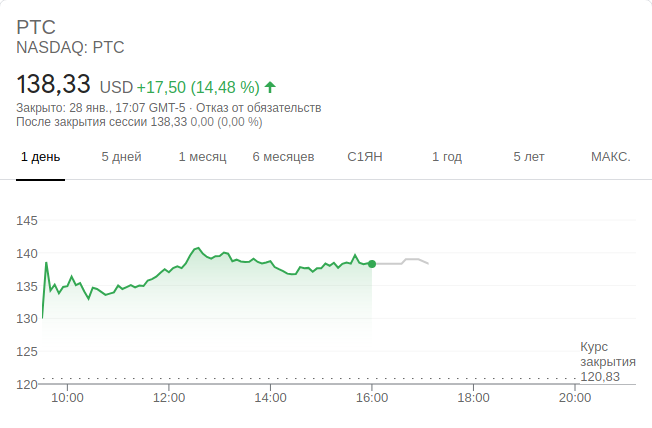 PTC
NASDAQ: PTC
138,33 USD +17,50 (14,48 %)
Закрыто: 28 янв., 17:07 GMT-5 · Отказ от обязательств
После закрытия сессии 138,33 0,00 (0,00 %)
1 день 5 дней 1 месяц 6 месяцев С1ЯН 1 год 5 лет МАКС.
145
140
135
130
125
Курс
закрытия
120,83
120
10:00 12:00 14:00 16:00 18:00 20:00